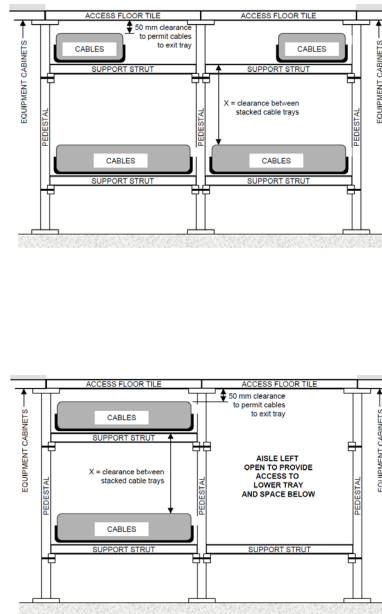 ACCESS FLOOR TILE
ACCESS FLOOR TILE
50 mm clearance
to permit cables
to exit tray
CABLES
CABLES
SUPPORT STRUT
SUPPORT STRUT
EQUIPMENT CABINETS
PEDESTAL
X = clearance between
stacked cable trays
PEDESTAL
PEDESTAL
EQUIPMENT CABINETS
CABLES
CABLES
SUPPORT STRUT
SUPPORT STRUT
ACCESS FLOOR TILE
ACCESS FLOOR TILE
50 mm clearance
to permit cables
to exit tray
CABLES
SUPPORT STRUT
EQUIPMENT CABINETS
PEDESTAL
X = clearance between
stacked cable trays
PEDESTAL
AISLE LEFT
OPEN TO PROVIDE
ACCESS TO
LOWER TRAY
AND SPACE BELOW
PEDESTAL
EQUIPMENT CABINETS
CABLES
SUPPORT STRUT
SUPPORT STRUT